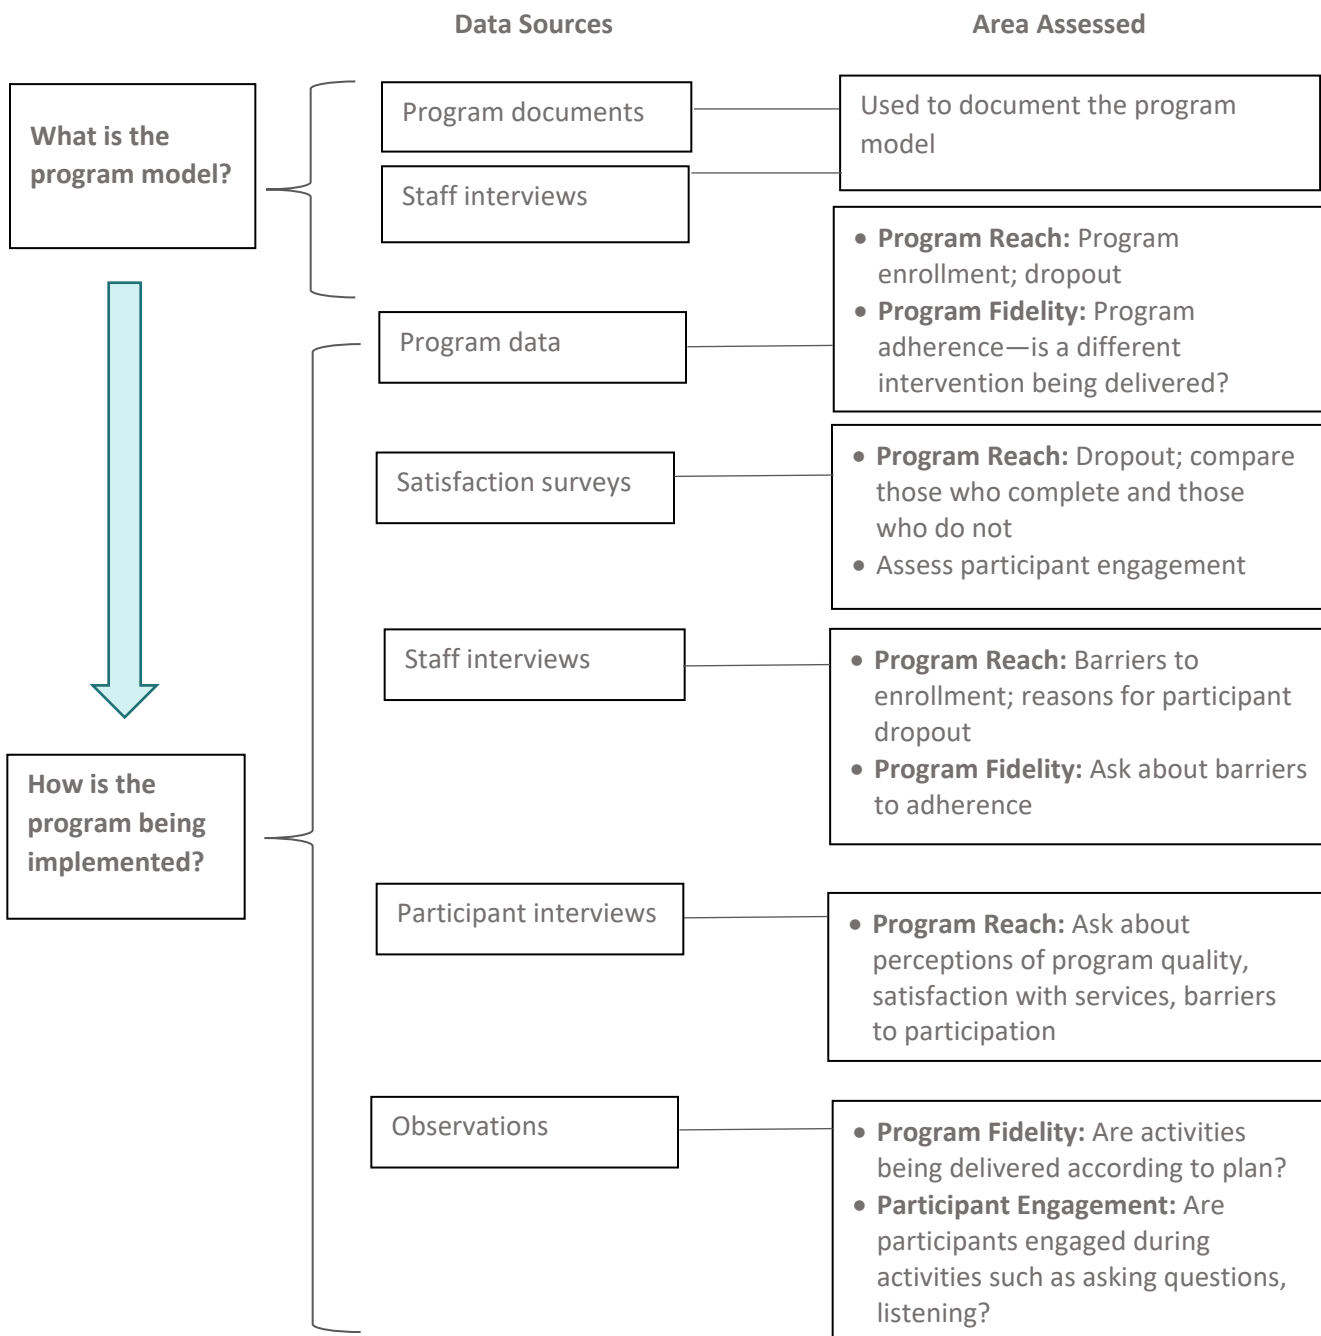 Data Sources
Area Assessed
What is the
program model?
Program documents
Used to document the program
model
Staff interviews
• Program Reach: Program
enrollment; dropout
• Program Fidelity: Program
adherence—is a different
intervention being delivered?
Program data
Satisfaction surveys
• Program Reach: Dropout; compare
those who complete and those
who do not
• Assess participant engagement
Staff interviews
• Program Reach: Barriers to
enrollment; reasons for participant
dropout
• Program Fidelity: Ask about barriers
to adherence
How is the
program being
implemented?
Participant interviews
• Program Reach: Ask about
perceptions of program quality,
satisfaction with services, barriers
to participation
Observations
• Program Fidelity: Are activities
being delivered according to plan?
• Participant Engagement: Are
participants engaged during
activities such as asking questions,
listening?